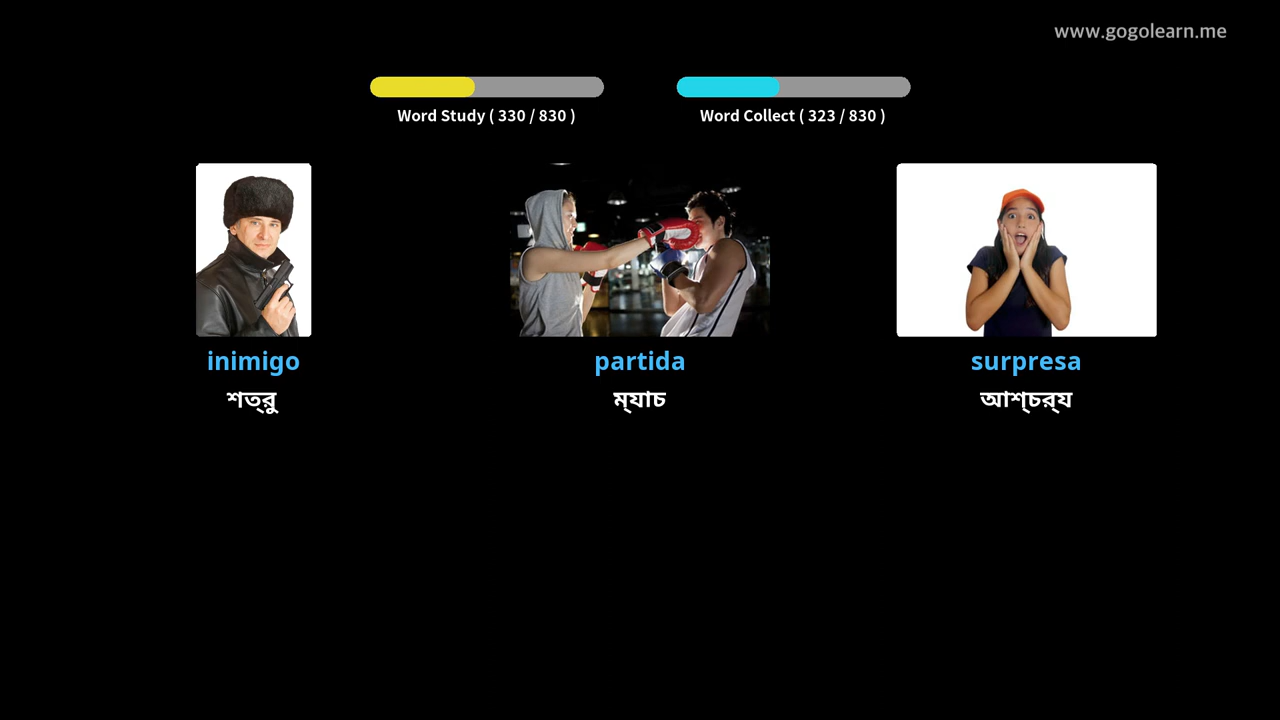 www.gogolearn.me
Word Study ( 330 / 830 )
Word Collect ( 323 / 830 )
inimigo
partida
surpresa
শত্রু
ম্যাচ
আশ্চর্য